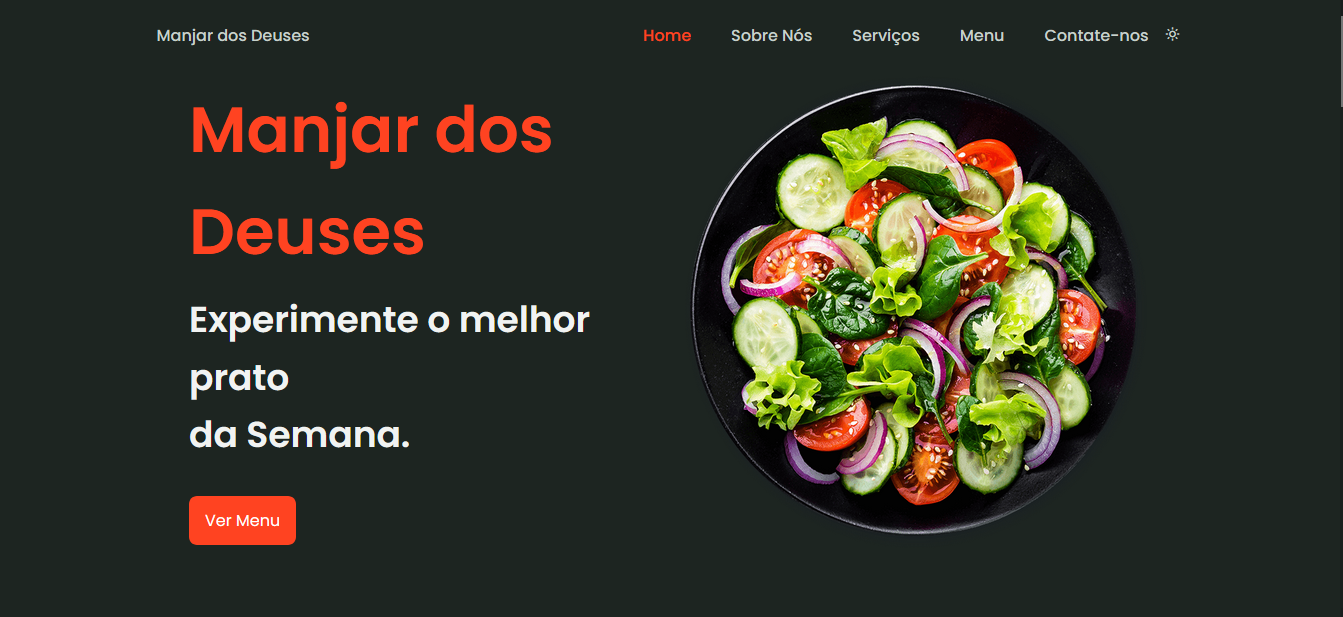 Manjar dos Deuses
Home Sobre Nós Serviços Menu Contate-nos
Manjar dos
Deuses
Experimente o melhor
prato
da Semana.
Ver Menu